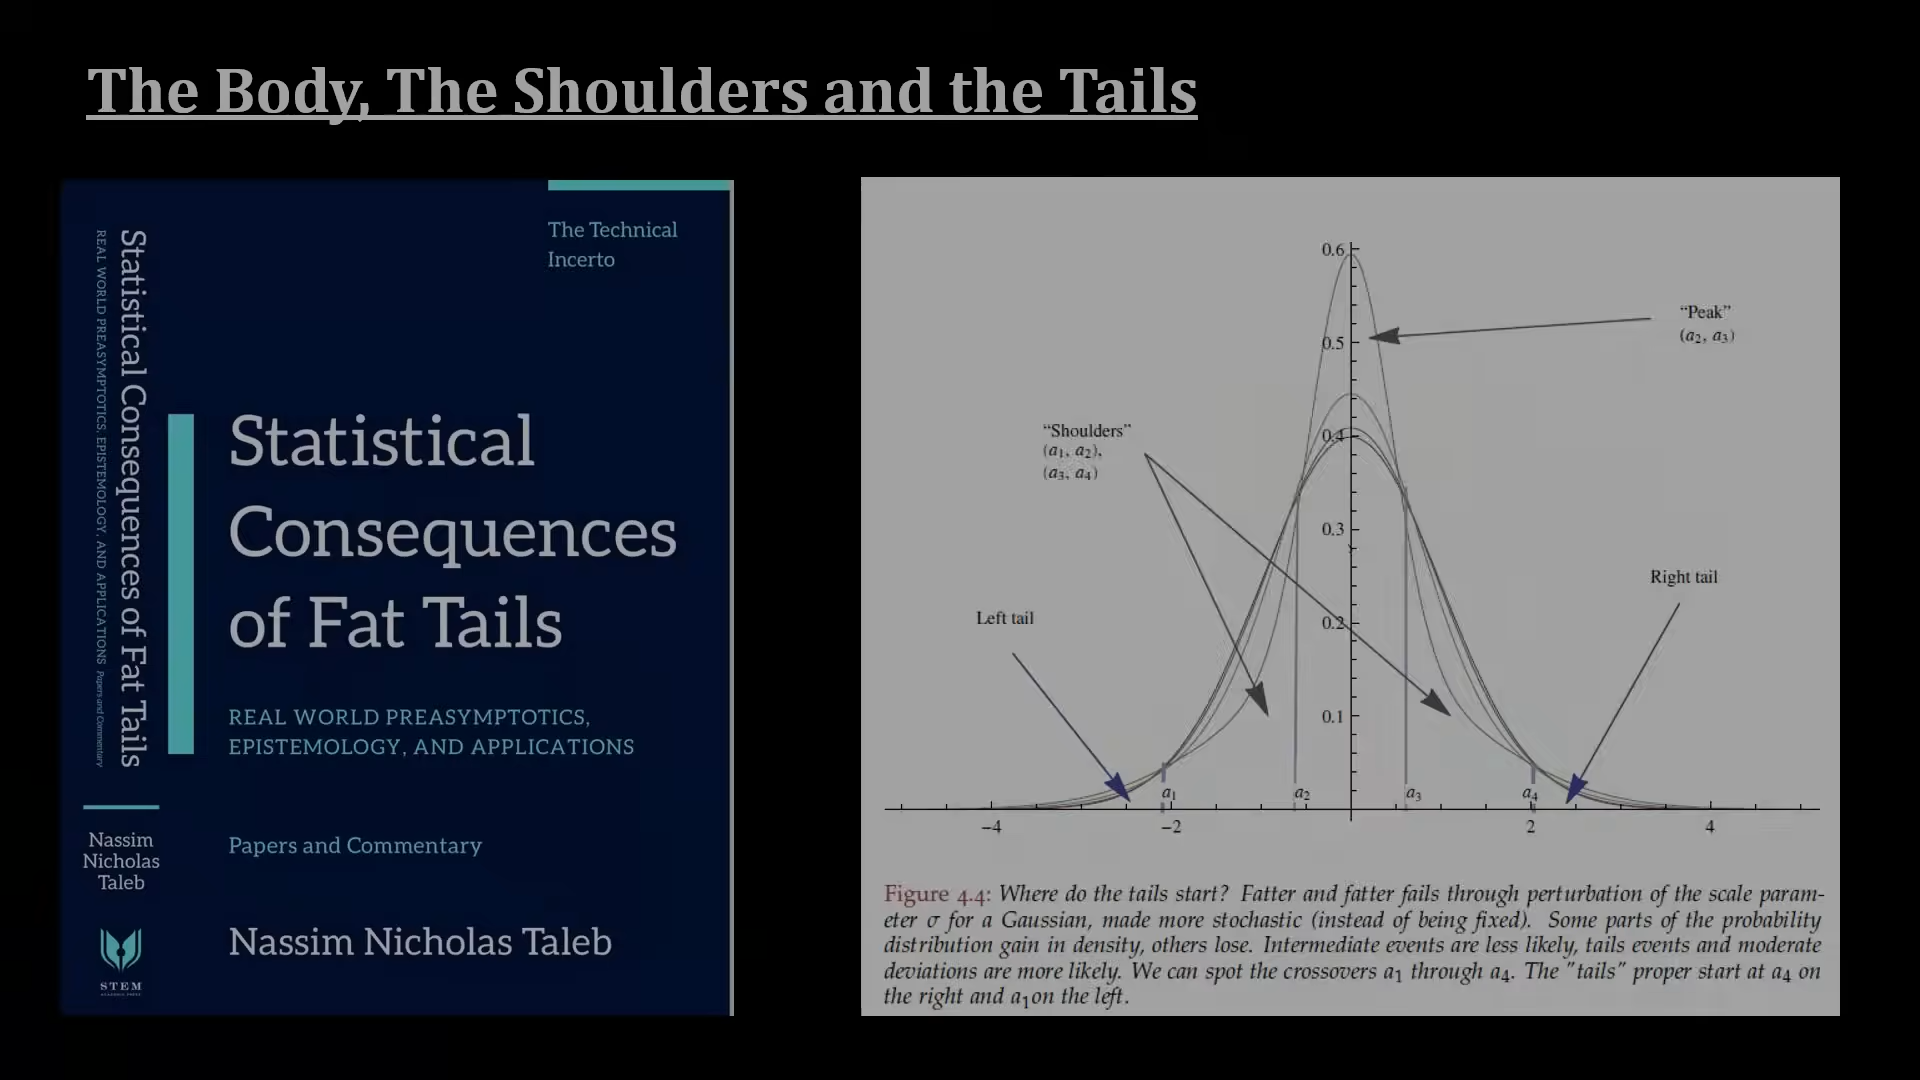 The Body, The Shoulders and the Tails
Statistical Consequences of Fat Tails
REAL WORLD PREASYMPTOTICS, EPISTEMOLOGY, AND APPLICATIONS Papers and Commentary
Nassim
Nicholas
Taleb
STEM
The Technical
Incerto
Statistical
Consequences
of Fat Tails
REAL WORLD PREASYMPTOTICS,
EPISTEMOLOGY, AND APPLICATIONS
Papers and Commentary
Nassim Nicholas Taleb
0.6
"Peak"
(a₂, a₃)
0.5
"Shoulders"
(a₁, a₂),
(a₃, a₄)
0.4
0.3
Right tail
Left tail
0.2
0.1
a₁ a₂ a₃ a₄
−4 −2 2 4
Figure 4.4: Where do the tails start? Fatter and fatter fails through perturbation of the scale param-
eter σ for a Gaussian, made more stochastic (instead of being fixed). Some parts of the probability
distribution gain in density, others lose. Intermediate events are less likely, tails events and moderate
deviations are more likely. We can spot the crossovers a₁ through a₄. The "tails" proper start at a₄ on
the right and a₁on the left.